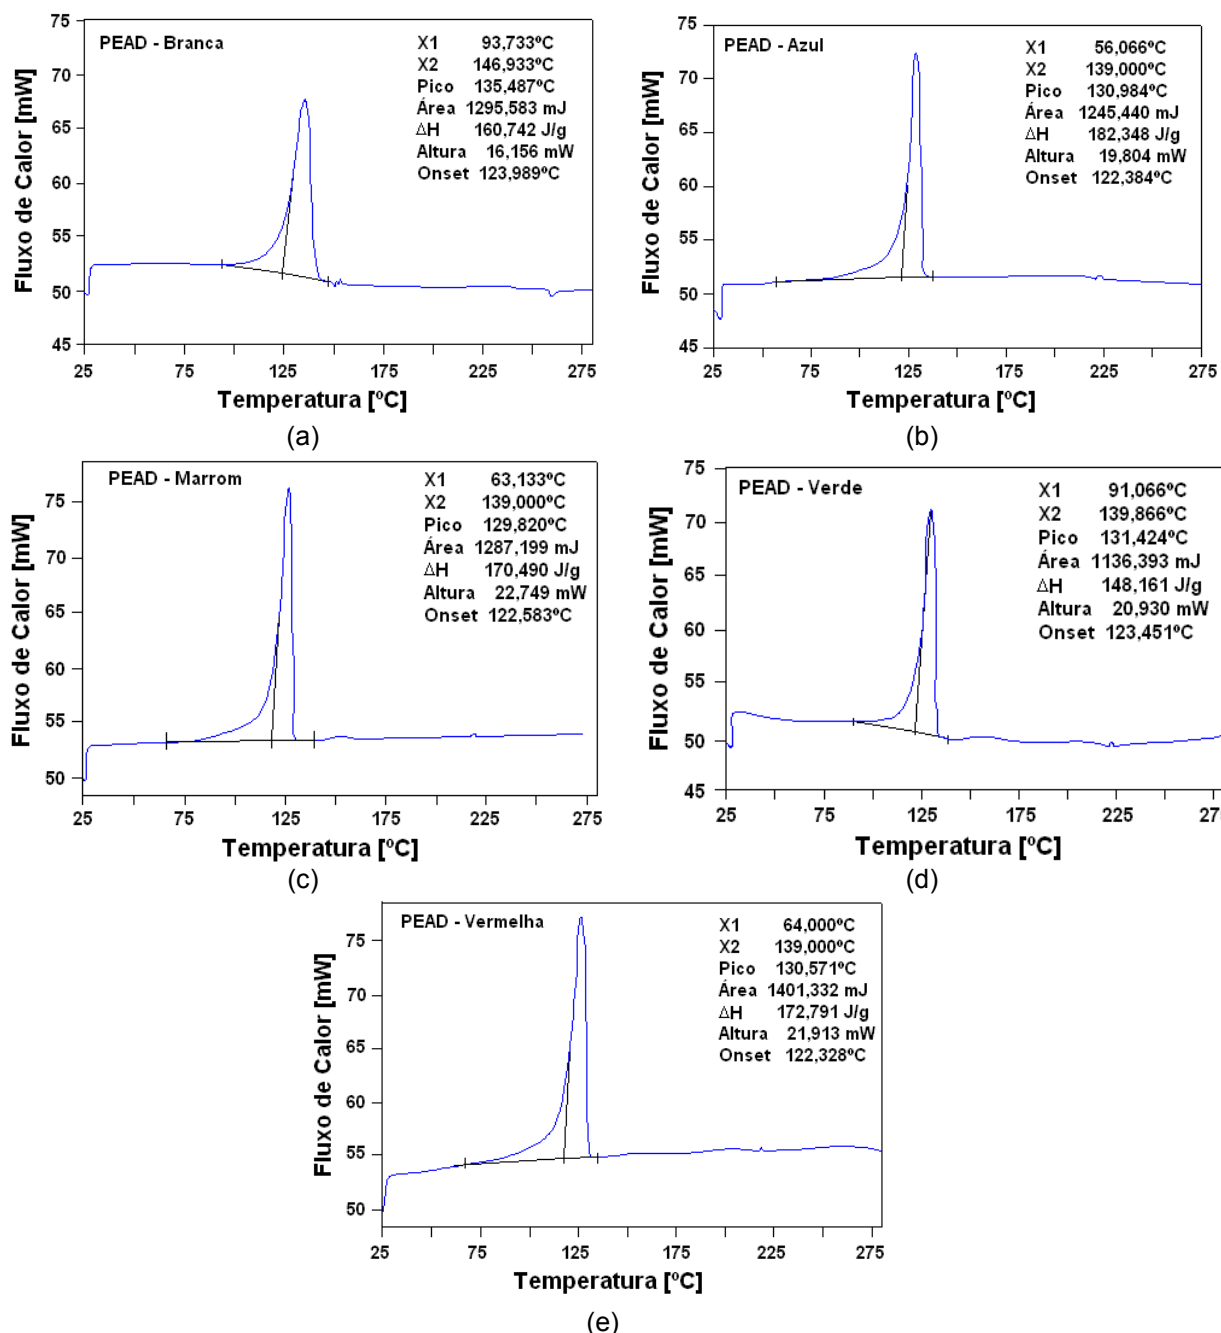 PEAD - Branca
X1 93,733ºC
X2 146,933ºC
Pico 135,487ºC
Área 1295,583 mJ
ΔH 160,742 J/g
Altura 16,156 mW
Onset 123,989ºC
Fluxo de Calor [mW]
75
70
65
60
55
50
45
25 75 125 175 225 275
Temperatura [ºC]
(a)
PEAD - Azul
X1 56,066ºC
X2 139,000ºC
Pico 130,984ºC
Área 1245,440 mJ
ΔH 182,348 J/g
Altura 19,804 mW
Onset 122,384ºC
Fluxo de Calor [mW]
75
70
65
60
55
50
45
25 75 125 175 225 275
Temperatura [ºC]
(b)
PEAD - Marrom
X1 63,133ºC
X2 139,000ºC
Pico 129,820ºC
Área 1287,199 mJ
ΔH 170,490 J/g
Altura 22,749 mW
Onset 122,583ºC
Fluxo de Calor [mW]
75
70
65
60
55
50
25 75 125 175 225 275
Temperatura [ºC]
(c)
PEAD - Verde
X1 91,066ºC
X2 139,866ºC
Pico 131,424ºC
Área 1136,393 mJ
ΔH 148,161 J/g
Altura 20,930 mW
Onset 123,451ºC
Fluxo de Calor [mW]
75
70
65
60
55
50
45
25 75 125 175 225 275
Temperatura [ºC]
(d)
PEAD - Vermelha
X1 64,000ºC
X2 139,000ºC
Pico 130,571ºC
Área 1401,332 mJ
ΔH 172,791 J/g
Altura 21,913 mW
Onset 122,328ºC
Fluxo de Calor [mW]
75
70
65
60
55
50
25 75 125 175 225 275
Temperatura [ºC]
(e)